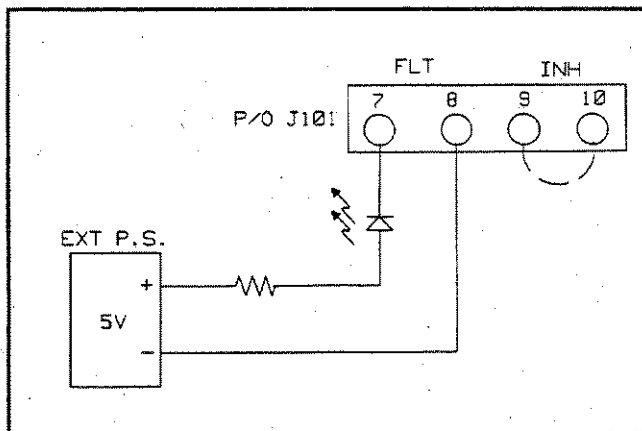 FLT INH
7 8 9 10
P/O J101
EXT P.S.
+
5V
−